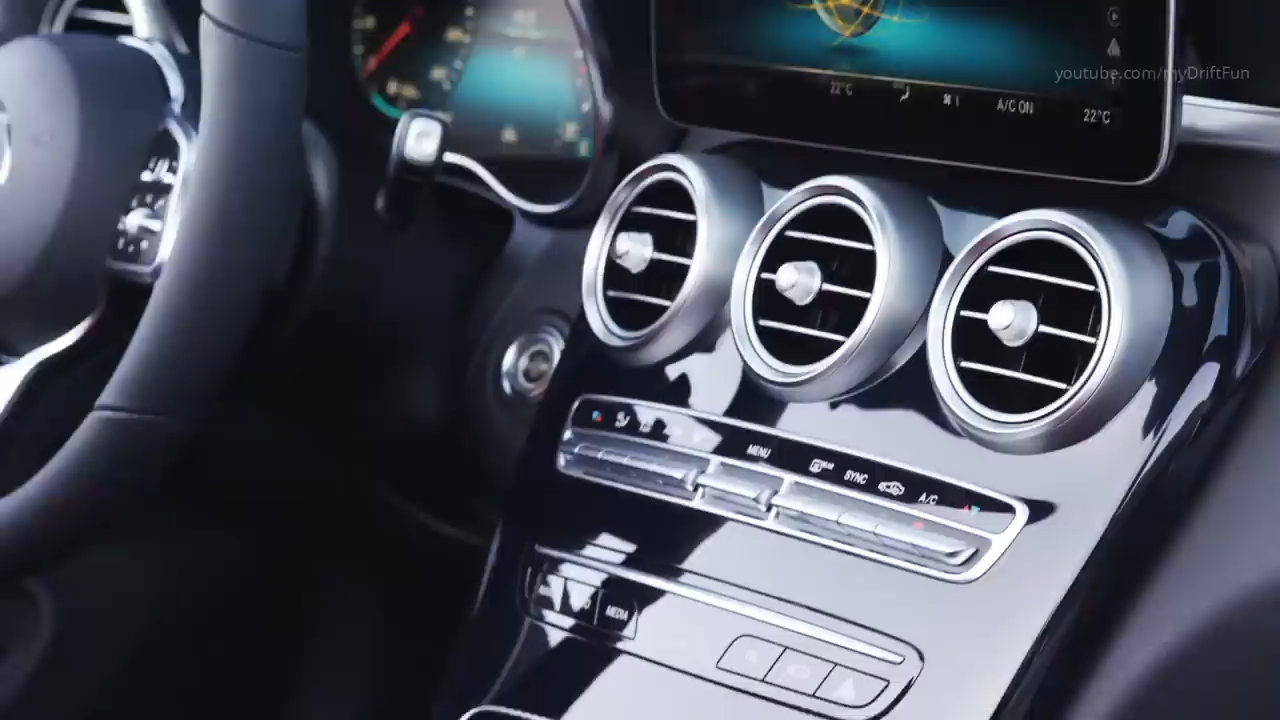 youtube.com/myDriftFun
22°C
A/C ON
22°C
MENU
SYNC
A/C
MEDIA